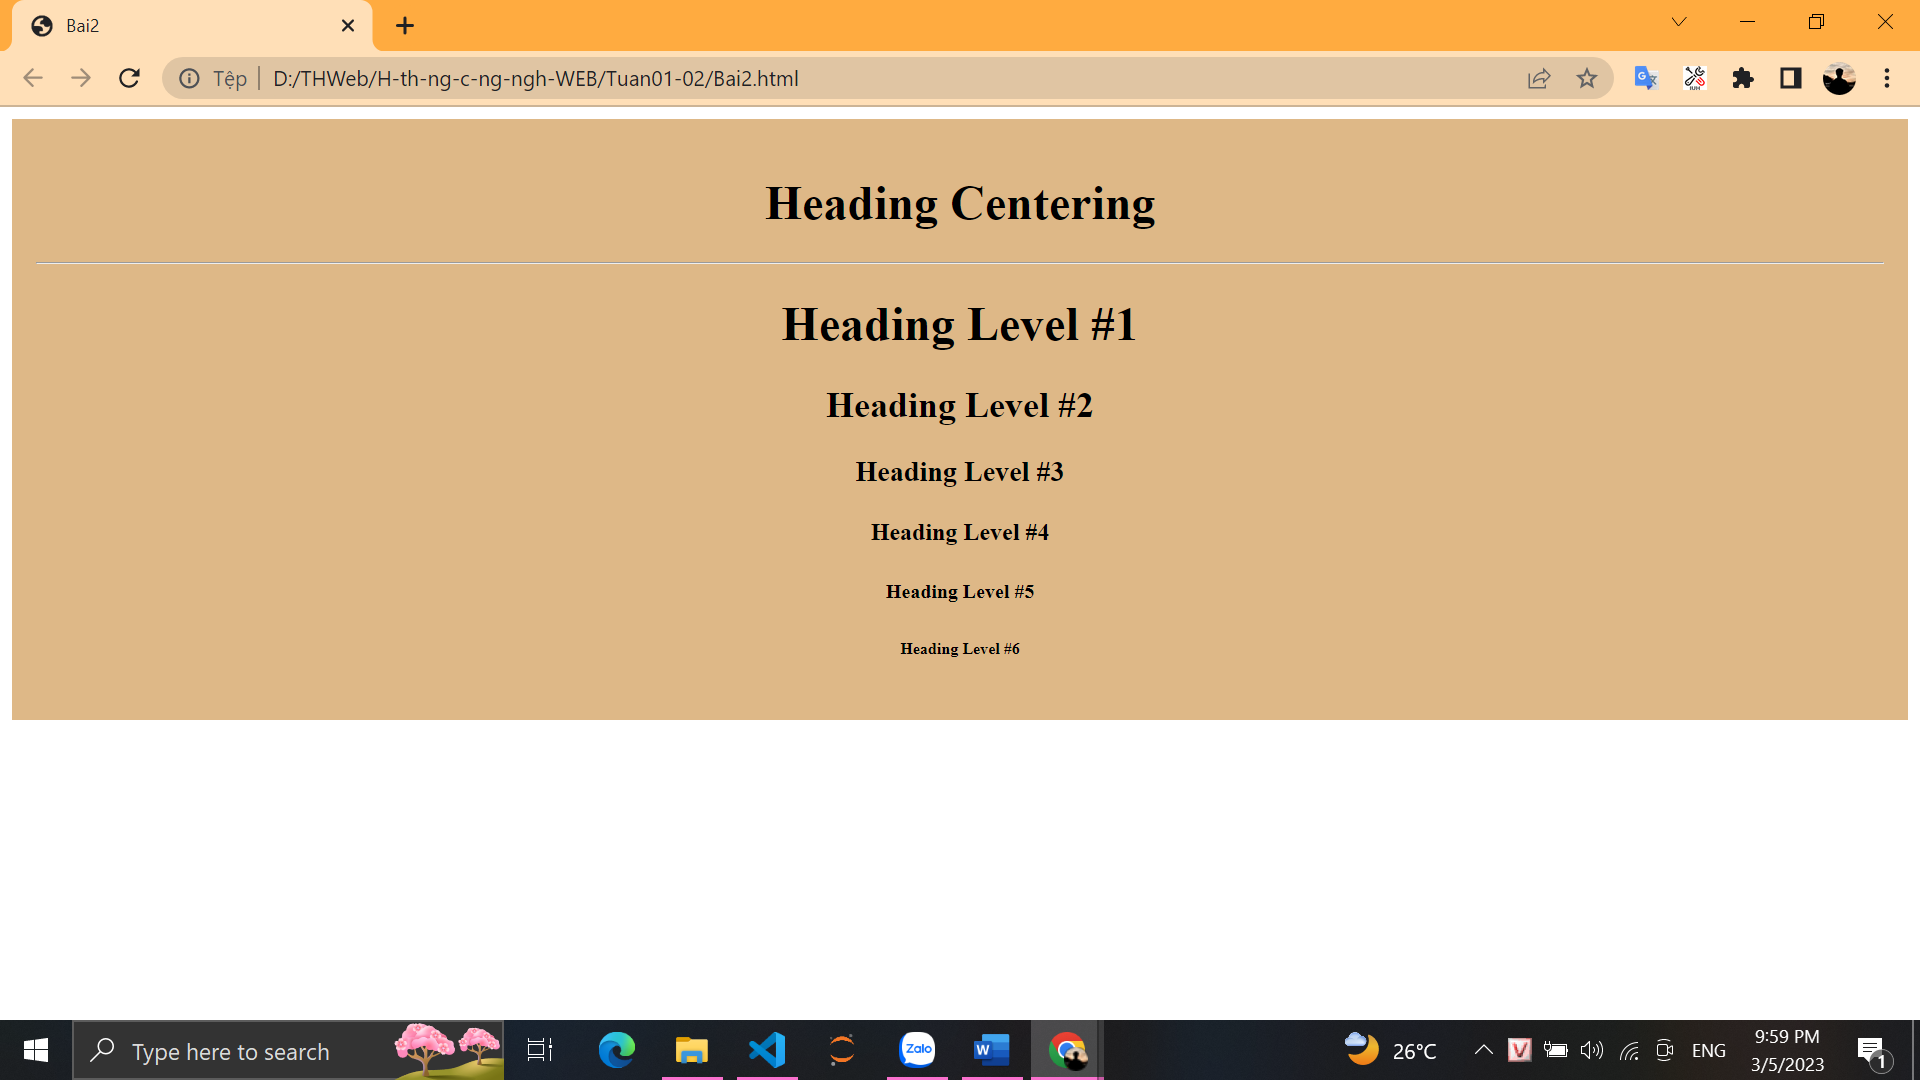 Bai2
Tệp
D:/THWeb/H-th-ng-c-ng-ngh-WEB/Tuan01-02/Bai2.html
G
IUH
Heading Centering
Heading Level #1
Heading Level #2
Heading Level #3
Heading Level #4
Heading Level #5
Heading Level #6
Type here to search
Zalo
W
26°C
V
ENG
9:59 PM
3/5/2023
1